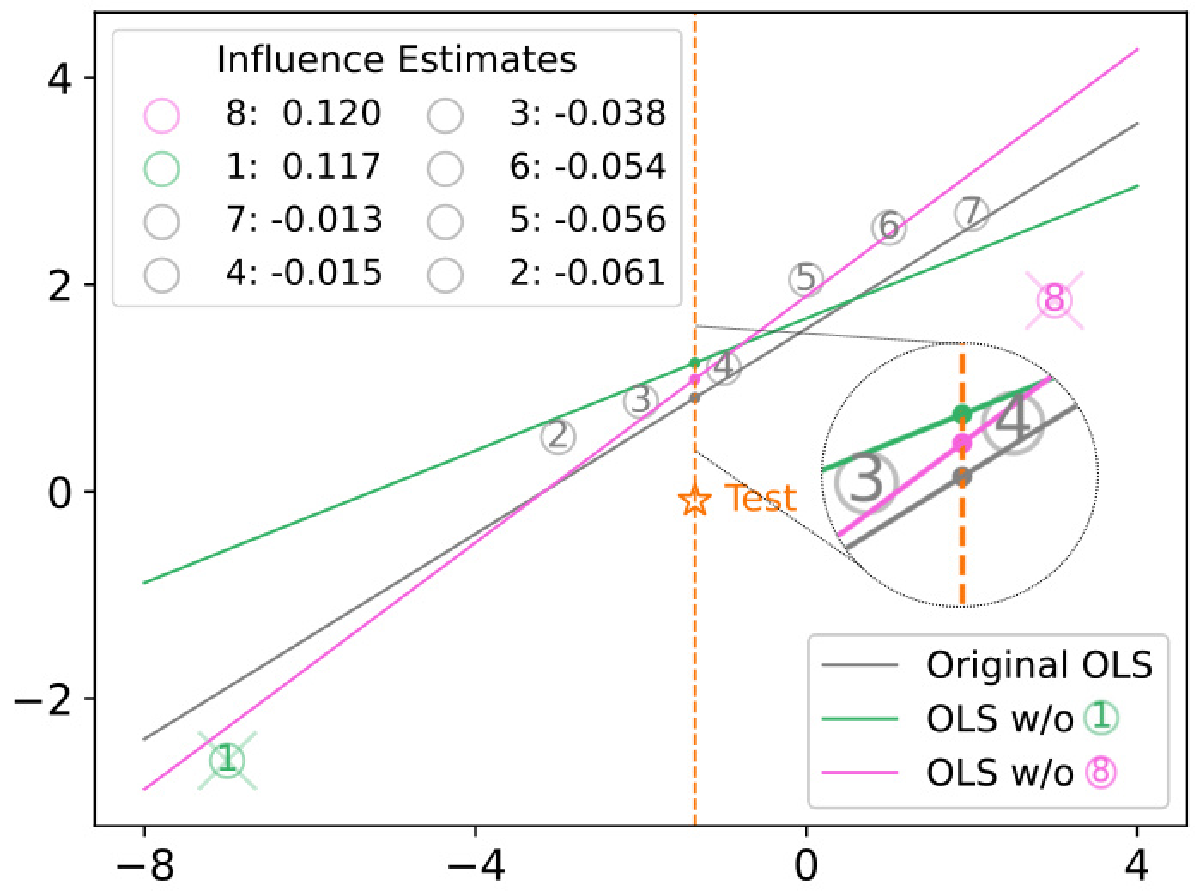 Influence Estimates
8: 0.120 3: -0.038
1: 0.117 6: -0.054
7: -0.013 5: -0.056
4: -0.015 2: -0.061
4
2
0
−2
−8 −4 0 4
1
2
3
4
5
6
7
8
Test
3
4
Original OLS
OLS w/o 1
OLS w/o 8